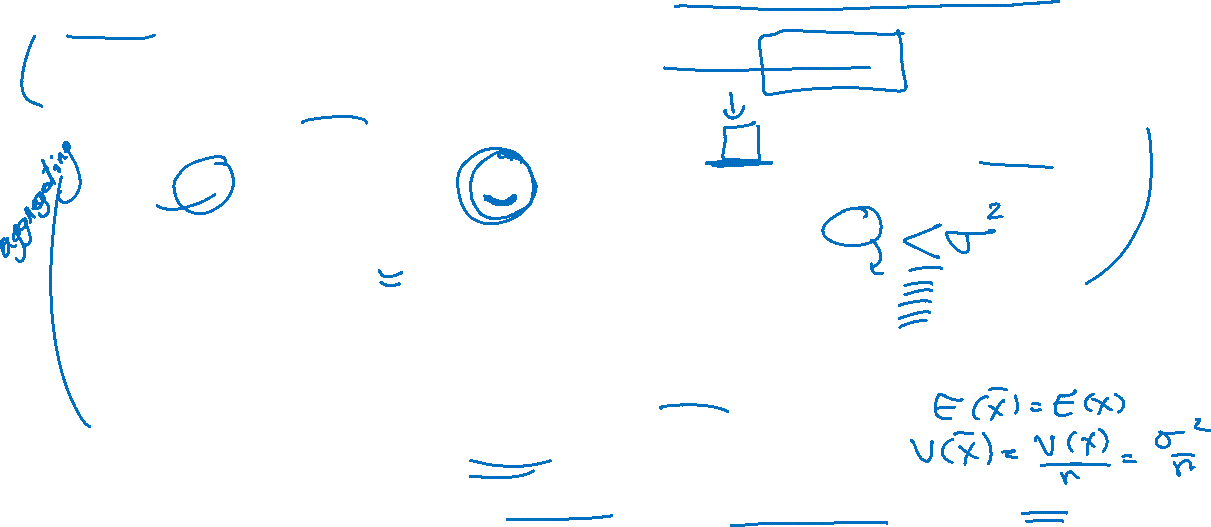 aggregating
< σ²
E(x̄) = E(x)
V(x̄) = V(x)/n = σ²/n